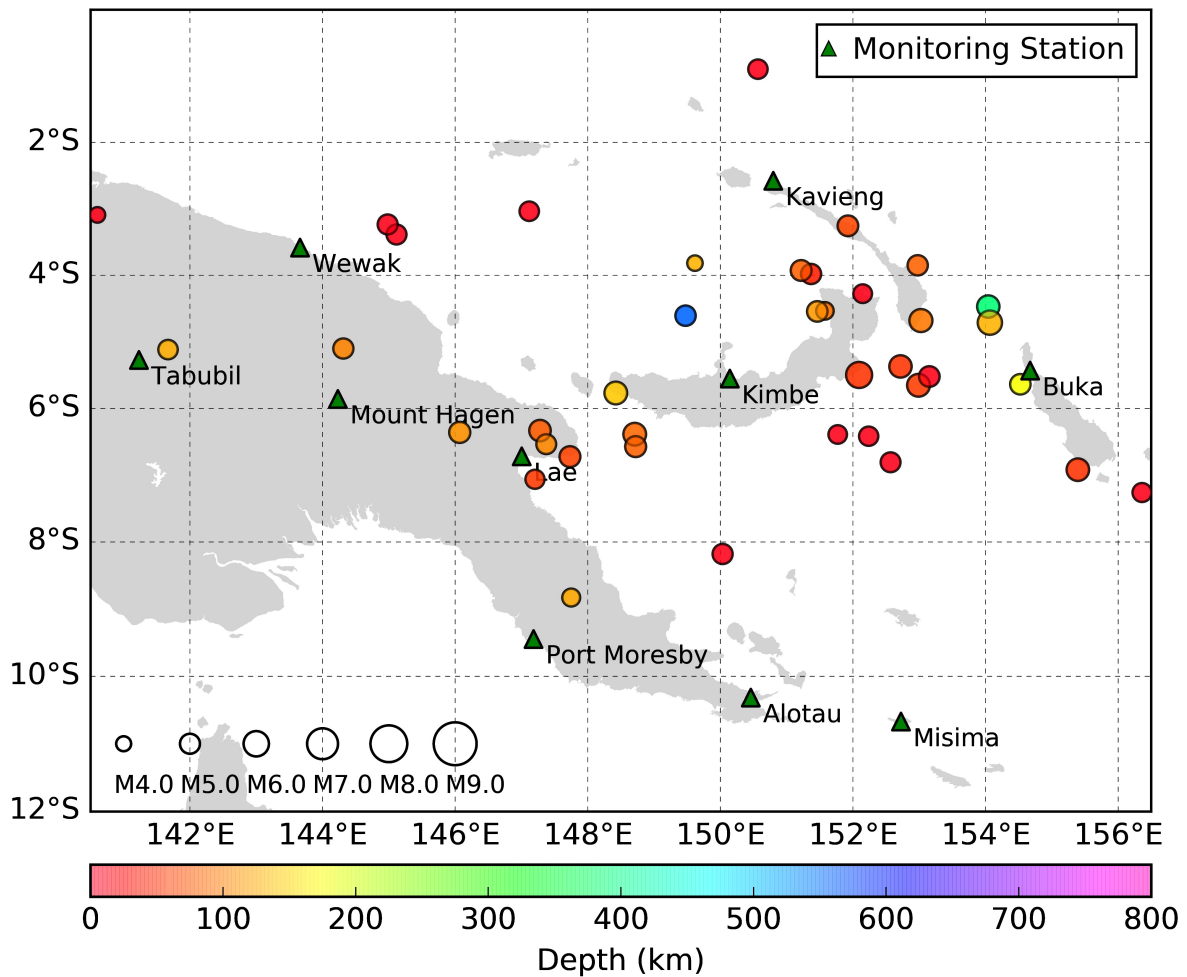 Monitoring Station
2°S
Kavieng
Wewak
4°S
Tabubil
Kimbe
Buka
6°S
Mount Hagen
Lae
8°S
Port Moresby
10°S
Alotau
Misima
M4.0 M5.0 M6.0 M7.0 M8.0 M9.0
12°S
142°E 144°E 146°E 148°E 150°E 152°E 154°E 156°E
0 100 200 300 400 500 600 700 800
Depth (km)